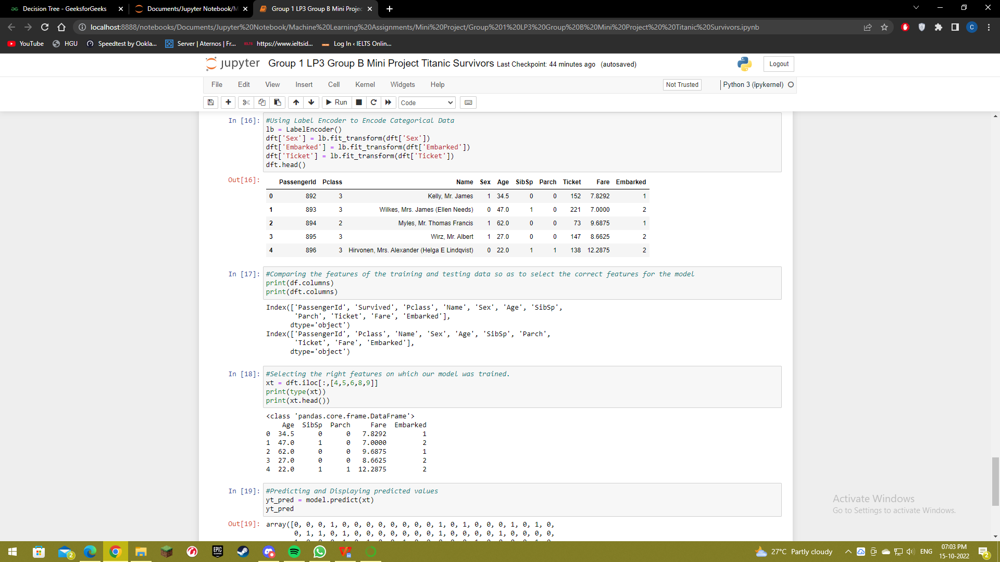 Decision Tree - GeeksforGeeks
Documents/Jupyter Notebook/M
Group 1 LP3 Group B Mini Projec
localhost:8888/notebooks/Documents/Jupyter%20Notebook/Machine%20Learning%20Assignments/Mini%20Project/Group%201%20LP3%20Group%20B%20Mini%20Project%20%20Titanic%20Survivors.ipynb
C
YouTube
HGU
Speedtest by Ookla...
Server | Aternos | Fr...
IELTS https://www.ieltsid...
Log In ‹ IELTS Onlin...
jupyter Group 1 LP3 Group B Mini Project Titanic Survivors Last Checkpoint: 44 minutes ago (autosaved)
Logout
File Edit View Insert Cell Kernel Widgets Help
Not Trusted
Python 3 (ipykernel)
Run
Code
In [16]: #Using Label Encoder to Encode Categorical Data
lb = LabelEncoder()
dft['Sex'] = lb.fit_transform(dft['Sex'])
dft['Embarked'] = lb.fit_transform(dft['Embarked'])
dft['Ticket'] = lb.fit_transform(dft['Ticket'])
dft.head()
Out[16]:
PassengerId Pclass Name Sex Age SibSp Parch Ticket Fare Embarked
0 892 3 Kelly, Mr. James 1 34.5 0 0 152 7.8292 1
1 893 3 Wilkes, Mrs. James (Ellen Needs) 0 47.0 1 0 221 7.0000 2
2 894 2 Myles, Mr. Thomas Francis 1 62.0 0 0 73 9.6875 1
3 895 3 Wirz, Mr. Albert 1 27.0 0 0 147 8.6625 2
4 896 3 Hirvonen, Mrs. Alexander (Helga E Lindqvist) 0 22.0 1 1 138 12.2875 2
In [17]: #Comparing the features of the training and testing data so as to select the correct features for the model
print(df.columns)
print(dft.columns)
Index(['PassengerId', 'Survived', 'Pclass', 'Name', 'Sex', 'Age', 'SibSp',
'Parch', 'Ticket', 'Fare', 'Embarked'],
dtype='object')
Index(['PassengerId', 'Pclass', 'Name', 'Sex', 'Age', 'SibSp', 'Parch',
'Ticket', 'Fare', 'Embarked'],
dtype='object')
In [18]: #Selecting the right features on which our model was trained.
xt = dft.iloc[:,[4,5,6,8,9]]
print(type(xt))
print(xt.head())
<class 'pandas.core.frame.DataFrame'>
Age SibSp Parch Fare Embarked
0 34.5 0 0 7.8292 1
1 47.0 1 0 7.0000 2
2 62.0 0 0 9.6875 1
3 27.0 0 0 8.6625 2
4 22.0 1 1 12.2875 2
In [19]: #Predicting and Displaying predicted values
yt_pred = model.predict(xt)
yt_pred
Out[19]: array([0, 0, 0, 1, 0, 0, 0, 0, 0, 0, 0, 0, 1, 0, 1, 0, 0, 0, 1, 0, 1, 0,
0, 1, 1, 0, 1, 0, 0, 0, 0, 0, 0, 0, 1, 0, 0, 0, 0, 1, 0, 0, 0, 0,
Activate Windows
Go to Settings to activate Windows.
2
EPIC GAMES
27°C Partly cloudy
ENG
07:03 PM
15-10-2022
2